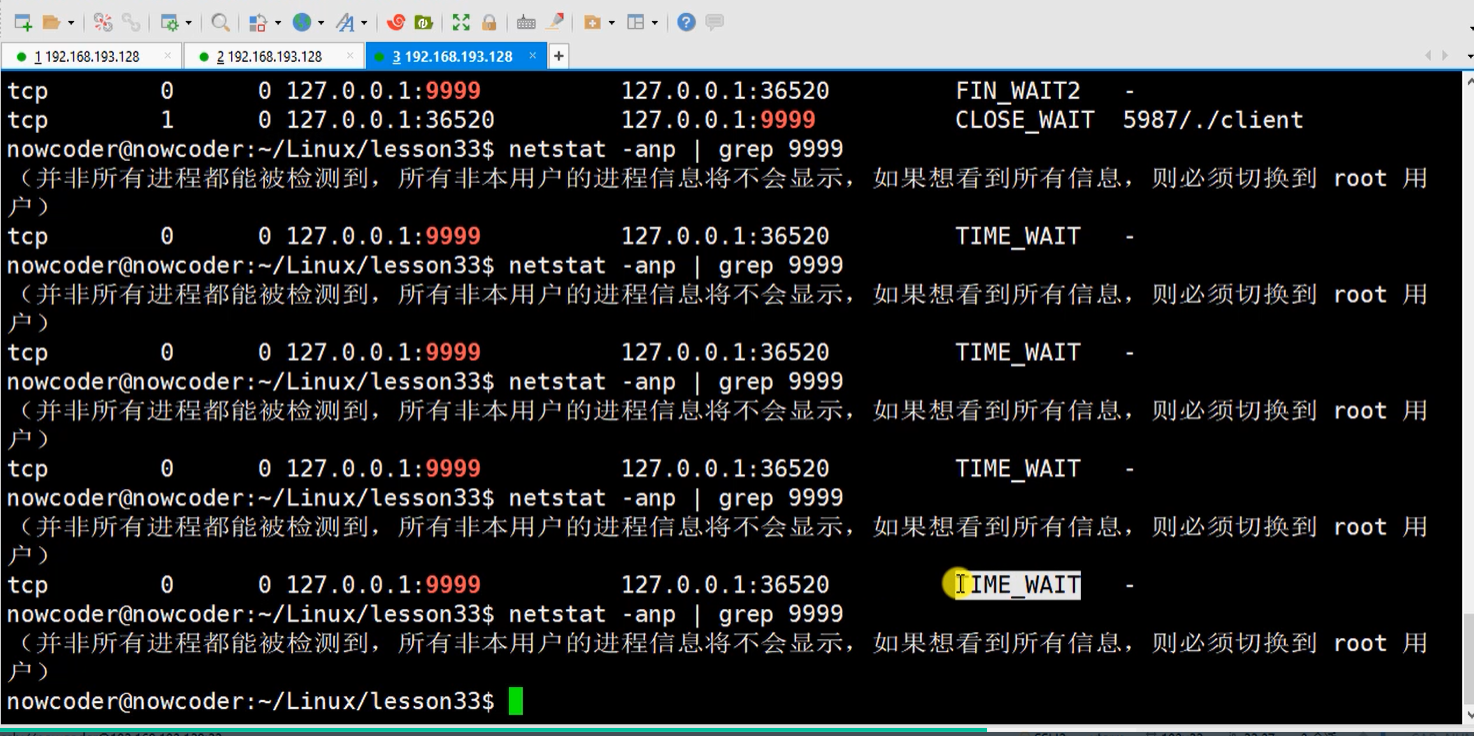 1 192.168.193.128
2 192.168.193.128
3 192.168.193.128
tcp 0 0 127.0.0.1:9999 127.0.0.1:36520 FIN_WAIT2 -
tcp 1 0 127.0.0.1:36520 127.0.0.1:9999 CLOSE_WAIT 5987/./client
nowcoder@nowcoder:~/Linux/lesson33$ netstat -anp | grep 9999
（并非所有进程都能被检测到，所有非本用户的进程信息将不会显示，如果想看到所有信息，则必须切换到 root 用
户）
tcp 0 0 127.0.0.1:9999 127.0.0.1:36520 TIME_WAIT -
nowcoder@nowcoder:~/Linux/lesson33$ netstat -anp | grep 9999
（并非所有进程都能被检测到，所有非本用户的进程信息将不会显示，如果想看到所有信息，则必须切换到 root 用
户）
tcp 0 0 127.0.0.1:9999 127.0.0.1:36520 TIME_WAIT -
nowcoder@nowcoder:~/Linux/lesson33$ netstat -anp | grep 9999
（并非所有进程都能被检测到，所有非本用户的进程信息将不会显示，如果想看到所有信息，则必须切换到 root 用
户）
tcp 0 0 127.0.0.1:9999 127.0.0.1:36520 TIME_WAIT -
nowcoder@nowcoder:~/Linux/lesson33$ netstat -anp | grep 9999
（并非所有进程都能被检测到，所有非本用户的进程信息将不会显示，如果想看到所有信息，则必须切换到 root 用
户）
tcp 0 0 127.0.0.1:9999 127.0.0.1:36520 TIME_WAIT -
nowcoder@nowcoder:~/Linux/lesson33$ netstat -anp | grep 9999
（并非所有进程都能被检测到，所有非本用户的进程信息将不会显示，如果想看到所有信息，则必须切换到 root 用
户）
nowcoder@nowcoder:~/Linux/lesson33$